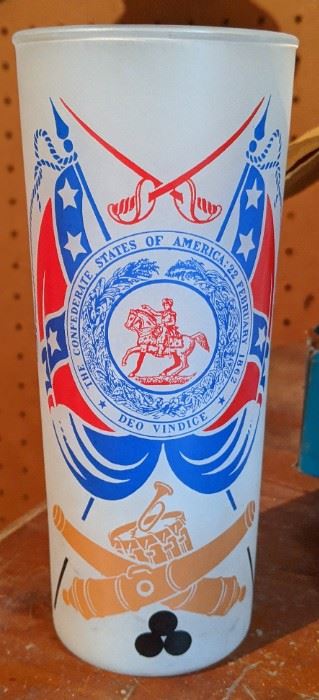 THE CONFEDERATE STATES OF AMERICA: 22 FEBRUARY 1862
★ DEO VINDICE ★